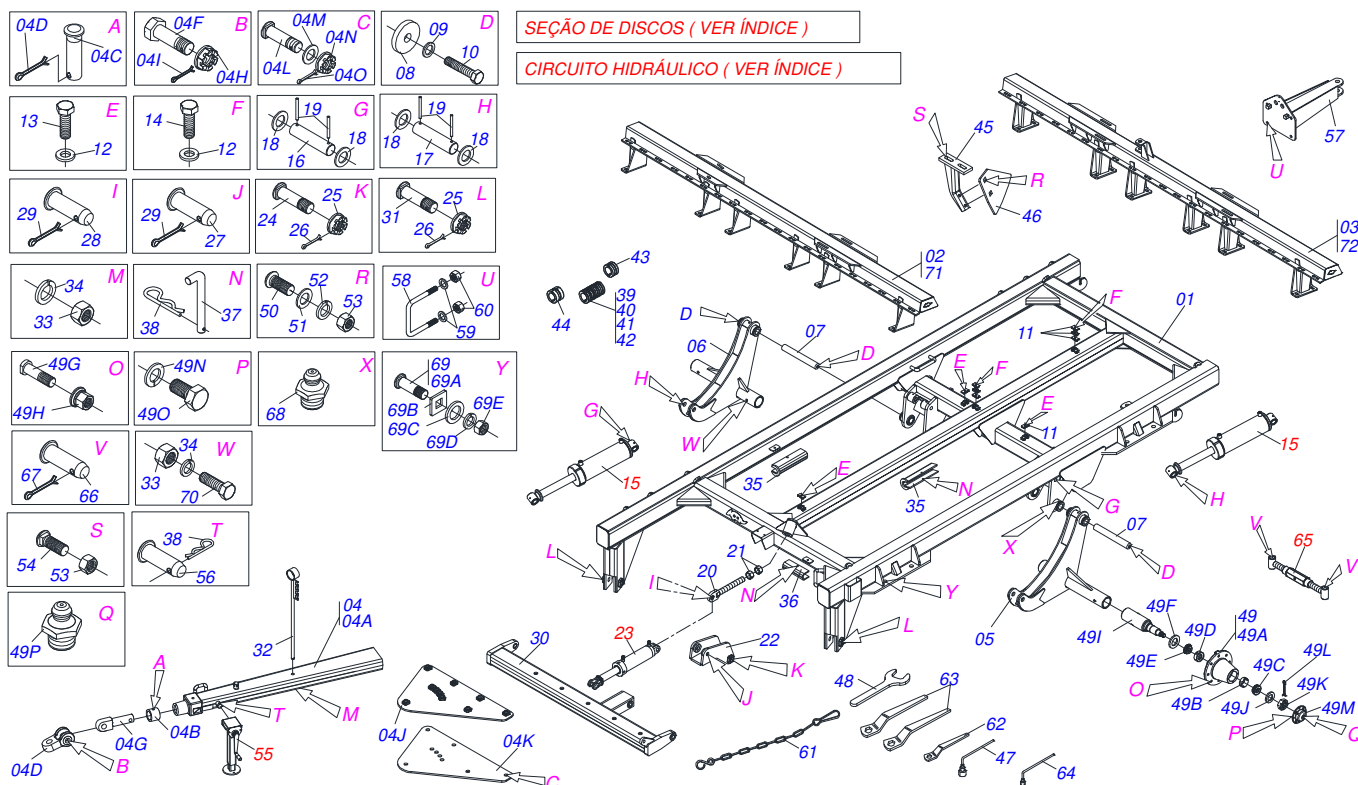 SEÇÃO DE DISCOS ( VER ÍNDICE )
CIRCUITO HIDRÁULICO ( VER ÍNDICE )
04D A 04C
04F B 04I 04H
04M C 04N 04L 04O
D 09 10 08
E 13 12
F 14 12
G 19 18 18 16
H 19 18 18 17
I 29 28
J 29 27
K 25 24 26
L 25 31 26
M 34 33
N 38 37
R 52 53 50 51
58 U 60 59
49G O 49H
49N P 49O
X 68
Y 69 69A 69B 69C 69D 69E
V 67 66
34 W 33 70
S 54 53
T 38 56
Q 49P
S 45 R 46
57 U
03 72
02 71
43
44 39 40 41 42
D 07 06 D
H W
G 15
F 11 01
E F
E 11
E 35 35 N
15 H
G X
07 D
V 65 V
L 21 20 I N 36 Y L
05 49I 49F 49E 49D 49 49A
49C 49L O 49B 49J 49K 49M P Q
32 04 04A
A T M
04G 04B 04D B 55
30 23 22 K J
04J 04K C
48 63 62 61 47 64